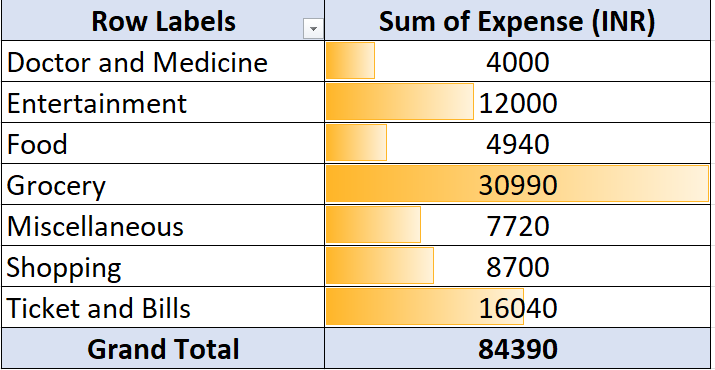 Row Labels Sum of Expense (INR)
Doctor and Medicine 4000
Entertainment 12000
Food 4940
Grocery 30990
Miscellaneous 7720
Shopping 8700
Ticket and Bills 16040
Grand Total 84390